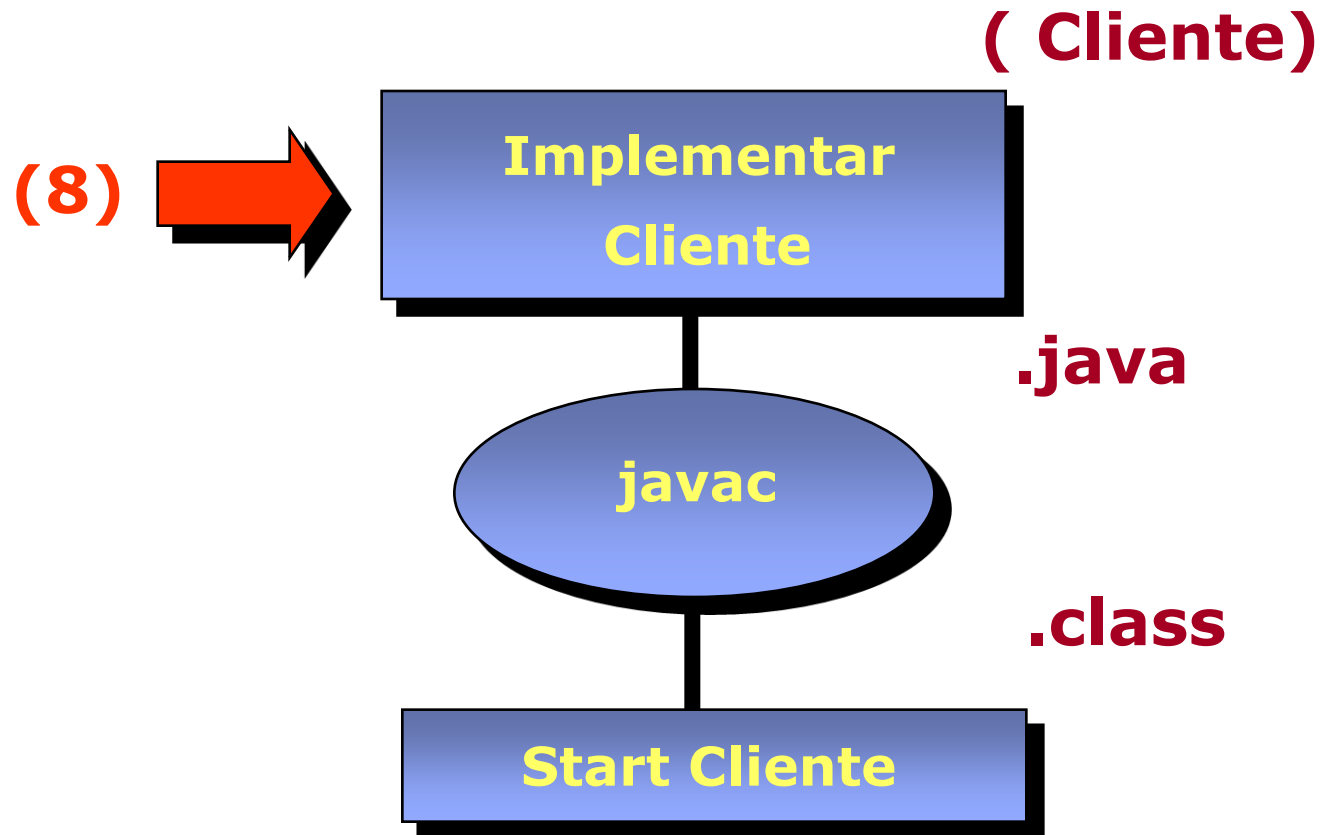 ( Cliente)
(8)
Implementar
Cliente
.java
javac
.class
Start Cliente